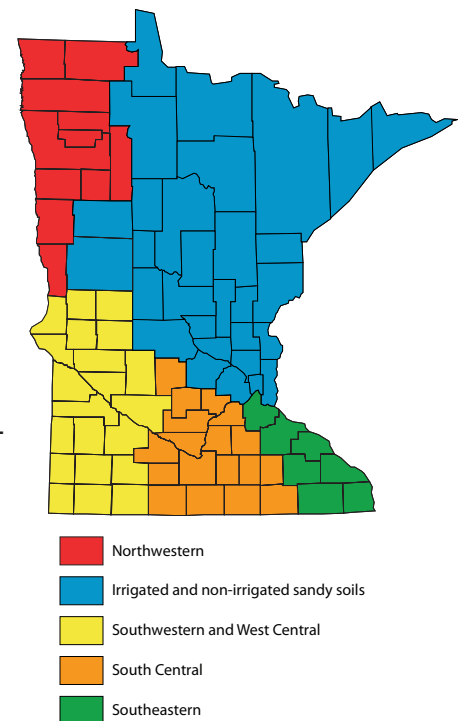 Northwestern
Irrigated and non-irrigated sandy soils
Southwestern and West Central
South Central
Southeastern